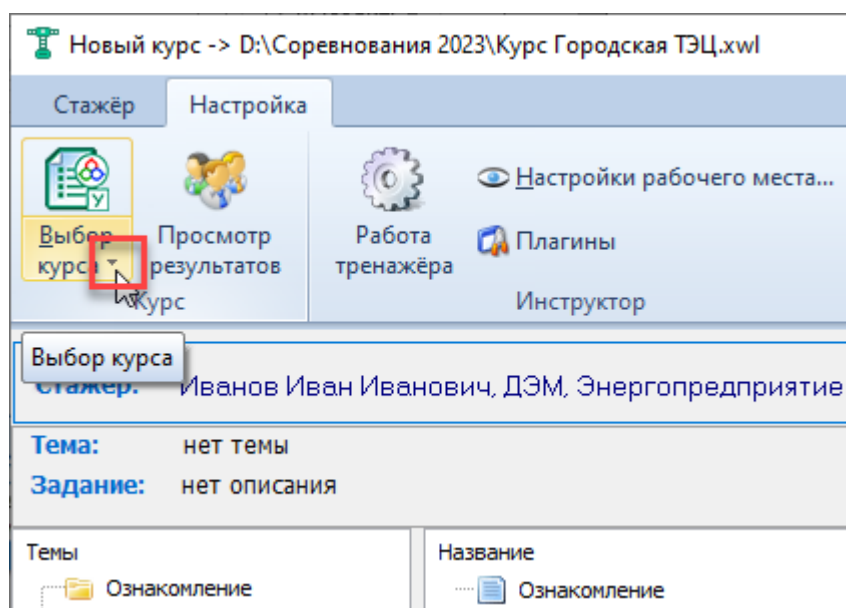 Новый курс -> D:\Соревнования 2023\Курс Городская ТЭЦ.xwl
Стажёр Настройка
Выбор курса
Просмотр результатов
Работа тренажёра
Настройки рабочего места...
Плагины
Курс Инструктор
Выбор курса
Стажер: Иванов Иван Иванович, ДЭМ, Энергопредприятие
Тема: нет темы
Задание: нет описания
Темы Название
Ознакомление Ознакомление